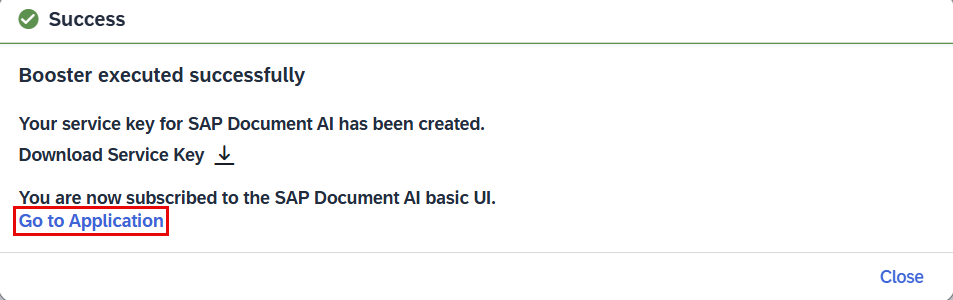 Success
Booster executed successfully
Your service key for SAP Document AI has been created.
Download Service Key
You are now subscribed to the SAP Document AI basic UI.
Go to Application
Close